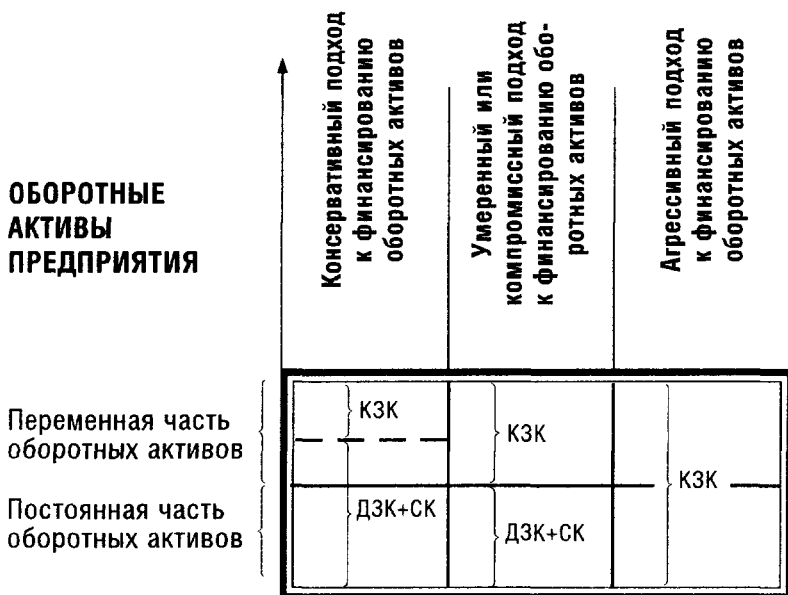 Консервативный подход
к финансированию
оборотных активов
Умеренный или
компромиссный подход
к финансированию обо-
ротных активов
Агрессивный подход
к финансированию
оборотных активов
ОБОРОТНЫЕ
АКТИВЫ
ПРЕДПРИЯТИЯ
Переменная часть
оборотных активов
КЗК
КЗК
КЗК
Постоянная часть
оборотных активов
ДЗК+СК
ДЗК+СК